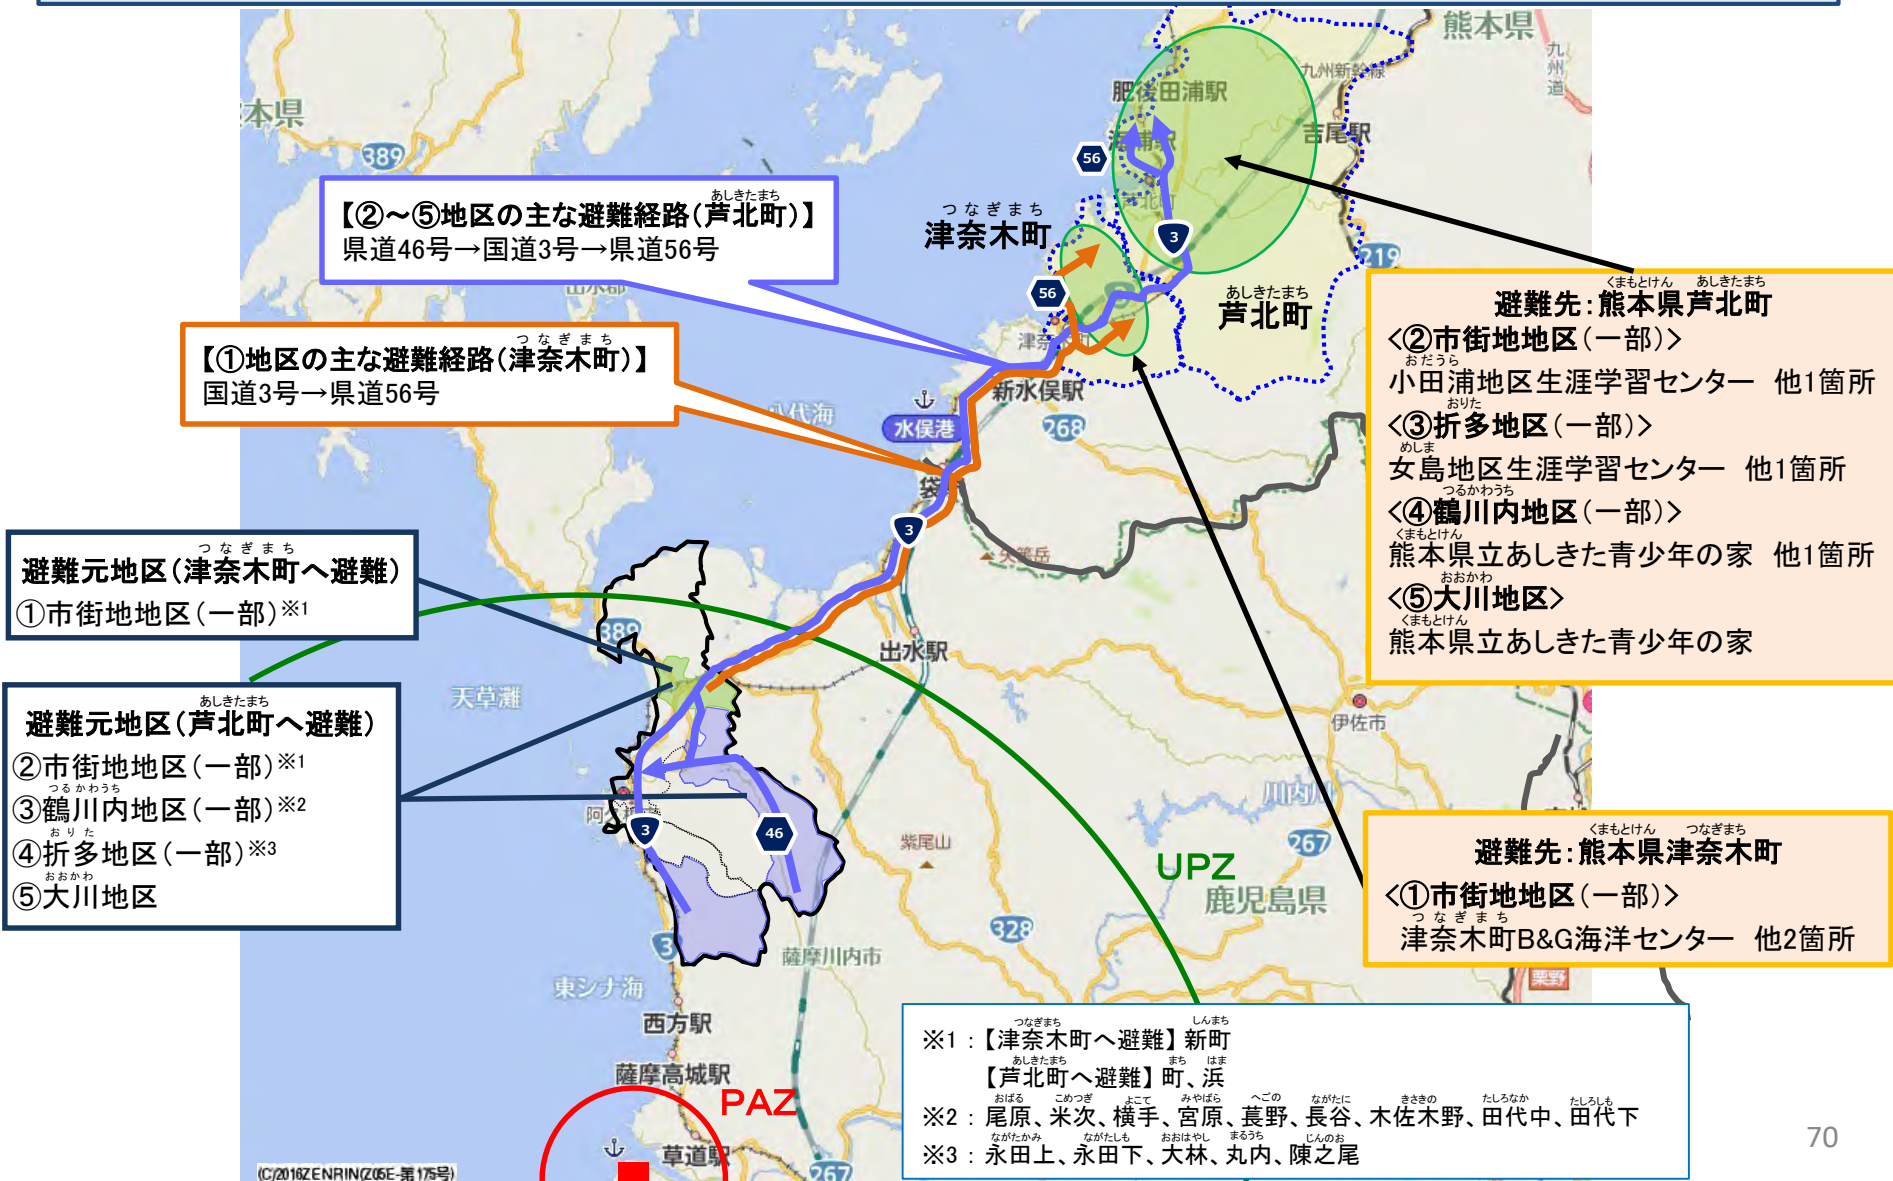 熊本県
九州道
九州新幹線
本県
肥後田浦駅
吉尾駅
389
56
あしきたまち
【②～⑤地区の主な避難経路（芦北町）】
県道46号→国道3号→県道56号
つなぎまち
津奈木町
3
219
56
あしきたまち
芦北町
くまもとけん　あしきたまち
避難先：熊本県芦北町
<②市街地地区（一部）>
おだうら
小田浦地区生涯学習センター　他1箇所
おりた
<③折多地区（一部）>
めしま
女島地区生涯学習センター　他1箇所
つるかわうち
<④鶴川内地区（一部）>
くまもとけん
熊本県立あしきた青少年の家　他1箇所
おおかわ
<⑤大川地区>
くまもとけん
熊本県立あしきた青少年の家
つなぎまち
【①地区の主な避難経路（津奈木町）】
国道3号→県道56号
新水俣駅
八代海
水俣港
268
袋
3
矢筈岳
つなぎまち
避難元地区（津奈木町へ避難）
①市街地地区（一部）※1
389
出水駅
天草灘
伊佐市
あしきたまち
避難元地区（芦北町へ避難）
②市街地地区（一部）※1
つるかわうち
③鶴川内地区（一部）※2
おりた
④折多地区（一部）※3
おおかわ
⑤大川地区
3
46
紫尾山
川内川
267
UPZ
鹿児島県
328
3
薩摩川内市
東シナ海
西方駅
薩摩高城駅
PAZ
草道駅
267
くまもとけん　つなぎまち
避難先：熊本県津奈木町
<①市街地地区（一部）>
つなぎまち
津奈木町B&G海洋センター　他2箇所
栗野
つなぎまち　しんまち
※1：【津奈木町へ避難】新町
あしきたまち　まち　はま
【芦北町へ避難】町、浜
おばる　こめつぎ　よこて　みやばら　へごの　ながたに　きさきの　たしろなか　たしろしも
※2：尾原、米次、横手、宮原、萇野、長谷、木佐木野、田代中、田代下
ながたかみ　ながたしも　おおはやし　まるうち　じんのお
※3：永田上、永田下、大林、丸内、陳之尾
70
(C)2016ZENRIN(Z05E-第175号)